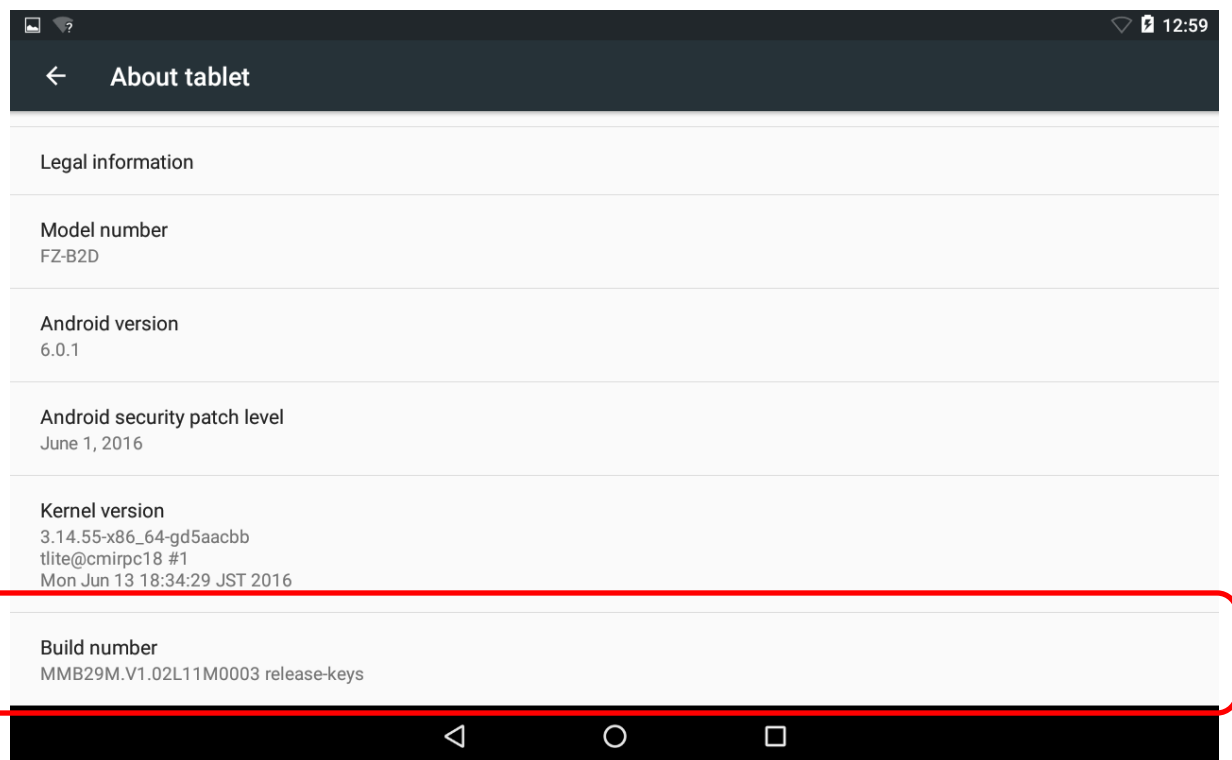 12:59
About tablet
Legal information
Model number
FZ-B2D
Android version
6.0.1
Android security patch level
June 1, 2016
Kernel version
3.14.55-x86_64-gd5aacbb
tlite@cmirpc18 #1
Mon Jun 13 18:34:29 JST 2016
Build number
MMB29M.V1.02L11M0003 release-keys